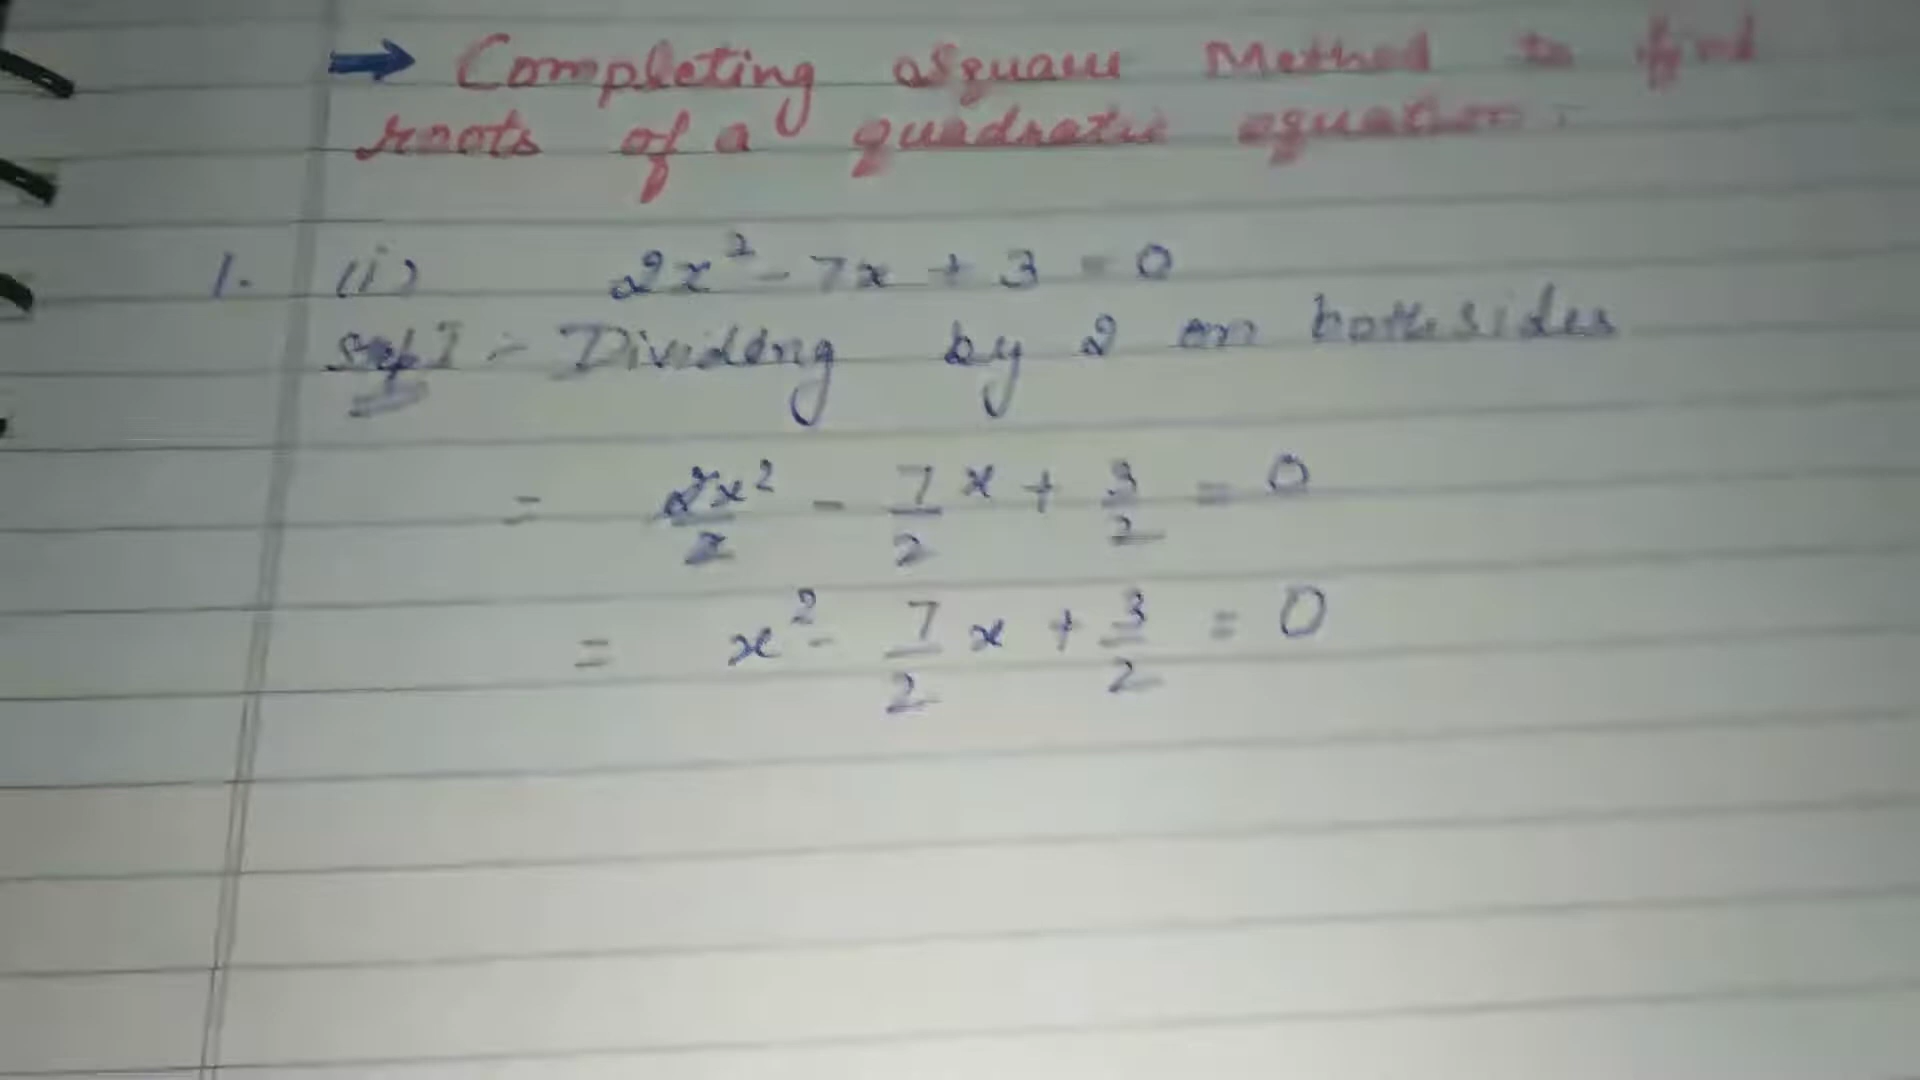 → Completing a square Method to find
roots of a quadratic equation:
1. (i) 2x² - 7x + 3 = 0
Step I :- Dividing by 2 on both sides
= 2x²/2 - 7/2 x + 3/2 = 0
= x² - 7/2 x + 3/2 = 0